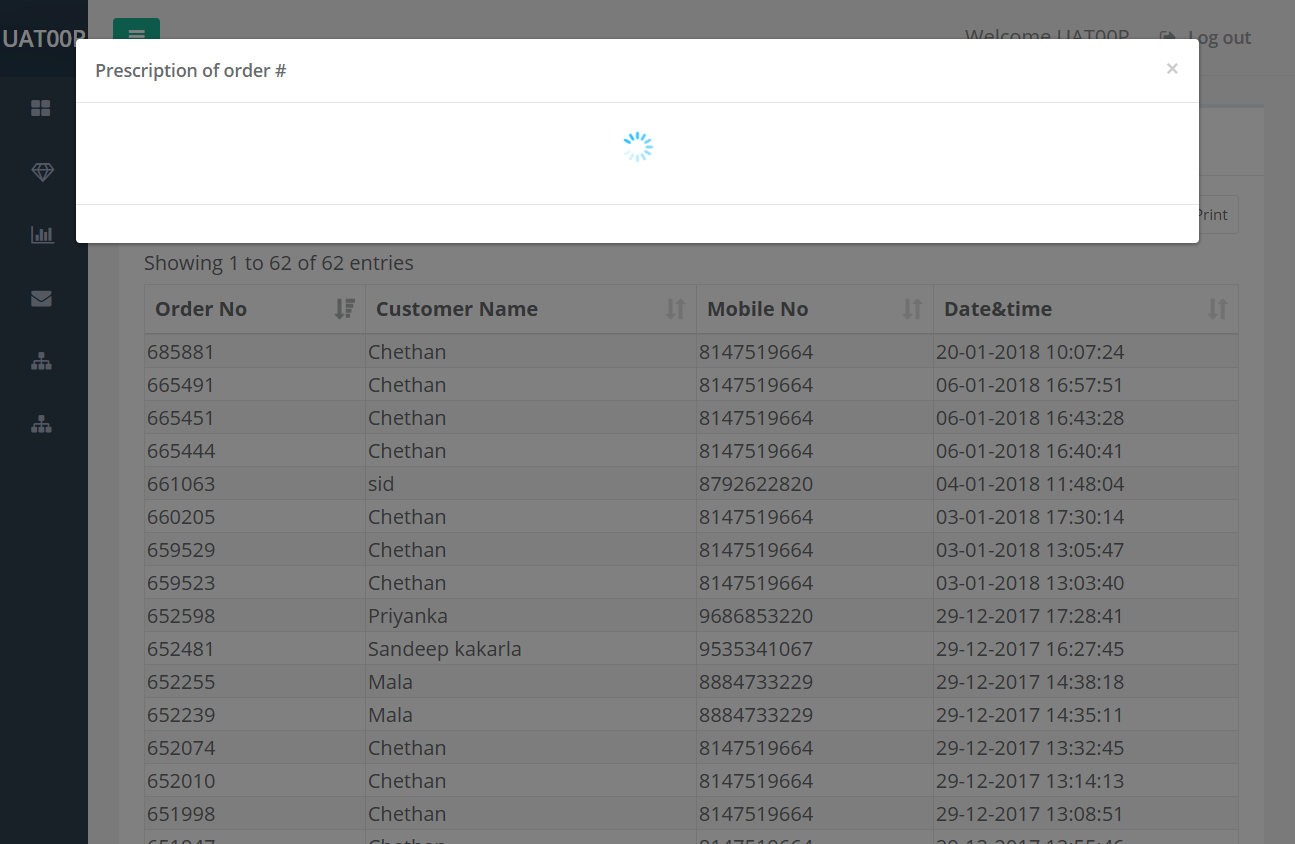 UAT00P
Welcome UAT00P Log out
Prescription of order #
×
Print
Showing 1 to 62 of 62 entries
Order No Customer Name Mobile No Date&time
685881 Chethan 8147519664 20-01-2018 10:07:24
665491 Chethan 8147519664 06-01-2018 16:57:51
665451 Chethan 8147519664 06-01-2018 16:43:28
665444 Chethan 8147519664 06-01-2018 16:40:41
661063 sid 8792622820 04-01-2018 11:48:04
660205 Chethan 8147519664 03-01-2018 17:30:14
659529 Chethan 8147519664 03-01-2018 13:05:47
659523 Chethan 8147519664 03-01-2018 13:03:40
652598 Priyanka 9686853220 29-12-2017 17:28:41
652481 Sandeep kakarla 9535341067 29-12-2017 16:27:45
652255 Mala 8884733229 29-12-2017 14:38:18
652239 Mala 8884733229 29-12-2017 14:35:11
652074 Chethan 8147519664 29-12-2017 13:32:45
652010 Chethan 8147519664 29-12-2017 13:14:13
651998 Chethan 8147519664 29-12-2017 13:08:51
Chethan 8147519664